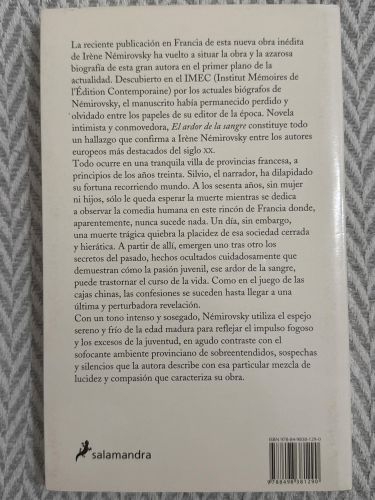 La reciente publicación en Francia de esta nueva obra inédita
de Irène Némirovsky ha vuelto a situar la obra y la azarosa
biografía de esta gran autora en el primer plano de la
actualidad. Descubierto en el IMEC (Institut Mémoires de
l'Édition Contemporaine) por los actuales biógrafos de
Némirovsky, el manuscrito había permanecido perdido y
olvidado entre los papeles de su editor de la época. Novela
intimista y conmovedora, El ardor de la sangre constituye todo
un hallazgo que confirma a Irène Némirovsky entre los autores
europeos más destacados del siglo XX.
Todo ocurre en una tranquila villa de provincias francesa, a
principios de los años treinta. Silvio, el narrador, ha dilapidado
su fortuna recorriendo mundo. A los sesenta años, sin mujer
ni hijos, sólo le queda esperar la muerte mientras se dedica
a observar la comedia humana en este rincón de Francia donde,
aparentemente, nunca sucede nada. Un día, sin embargo,
una muerte trágica quiebra la placidez de esa sociedad cerrada
y hierática. A partir de allí, emergen uno tras otro los
secretos del pasado, hechos ocultados cuidadosamente que
demuestran cómo la pasión juvenil, ese ardor de la sangre,
puede trastornar el curso de la vida. Como en el juego de las
cajas chinas, las confesiones se suceden hasta llegar a una
última y perturbadora revelación.
Con un tono intenso y sosegado, Némirovsky utiliza el espejo
sereno y frío de la edad madura para reflejar el impulso fogoso
y los excesos de la juventud, en agudo contraste con el
sofocante ambiente provinciano de sobreentendidos, sospechas
y silencios que la autora describe con esa particular mezcla de
lucidez y compasión que caracteriza su obra.
salamandra
ISBN 978-84-9838-129-0
9788498381290